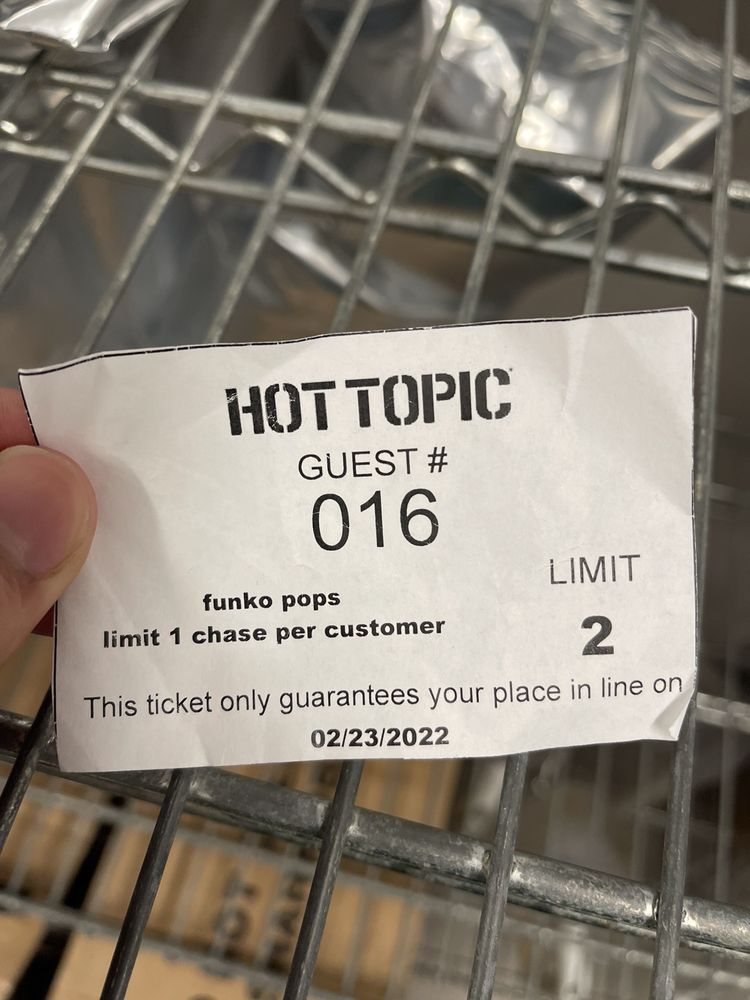 HOT TOPIC
GUEST #
016
LIMIT
2
funko pops
limit 1 chase per customer
This ticket only guarantees your place in line on
02/23/2022